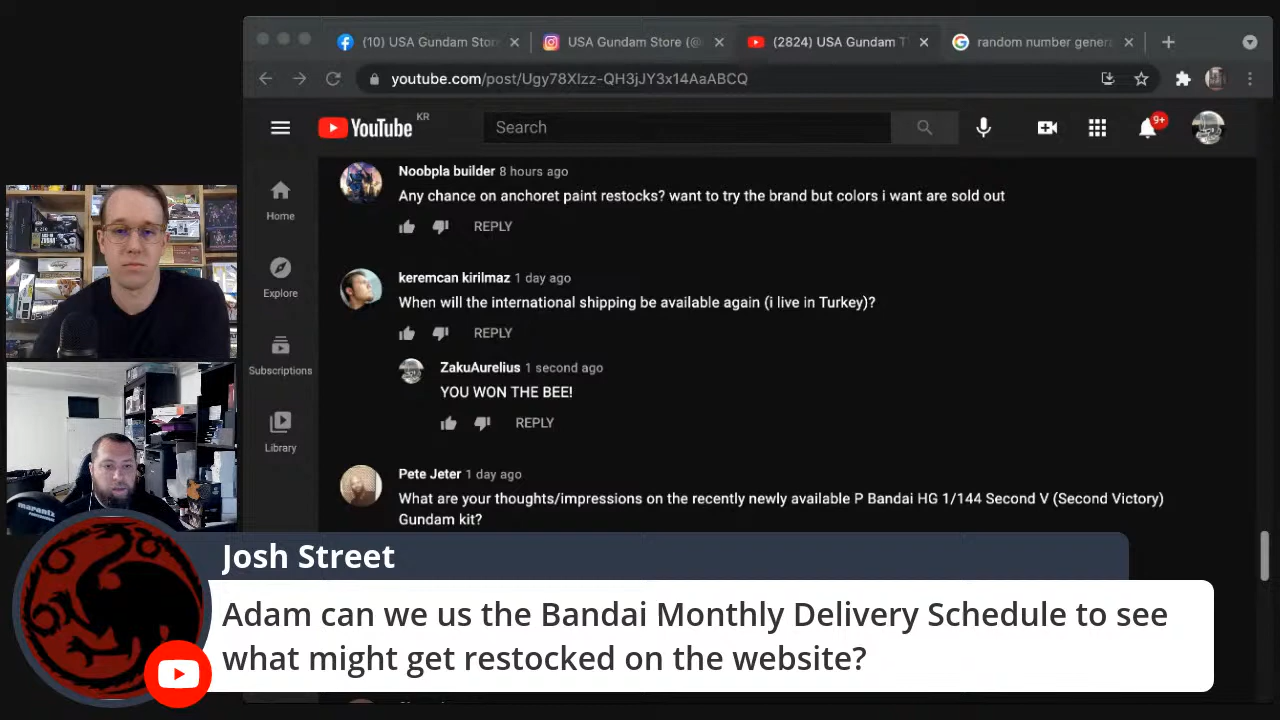 (10) USA Gundam Stor
USA Gundam Store (@
(2824) USA Gundam T
random number genera
youtube.com/post/Ugy78XIzz-QH3jJY3x14AaABCQ
YouTube KR
Search
9+
Home
Explore
Subscriptions
Library
Noobpla builder 8 hours ago
Any chance on anchoret paint restocks? want to try the brand but colors i want are sold out
REPLY
keremcan kirilmaz 1 day ago
When will the international shipping be available again (i live in Turkey)?
REPLY
ZakuAurelius 1 second ago
YOU WON THE BEE!
REPLY
Pete Jeter 1 day ago
What are your thoughts/impressions on the recently newly available P Bandai HG 1/144 Second V (Second Victory)
Gundam kit?
marantz
Josh Street
Adam can we us the Bandai Monthly Delivery Schedule to see
what might get restocked on the website?